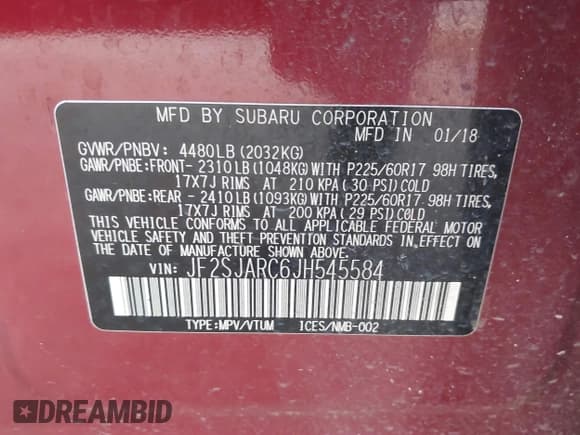 MFD BY SUBARU CORPORATION
MFD IN 01/18
GVWR/PNBV: 4480LB(2032KG)
GAWR/PNBE:FRONT- 2310LB(1048KG)WITH P225/60R17 98H TIRES,
17X7J RIMS AT 210 KPA(30 PSI)COLD
GAWR/PNBE:REAR - 2410LB(1093KG)WITH P225/60R17 98H TIRES,
17X7J RIMS AT 200 KPA(29 PSI)COLD
THIS VEHICLE CONFORMS TO ALL APPLICABLE FEDERAL MOTOR
VEHICLE SAFETY AND THEFT PREVENTION STANDARDS IN EFFECT ON
THE DATE OF MANUFACTURE SHOWN ABOVE.
VIN: JF2SJARC6JH545584
TYPE:MPV/VTUM ICES/NMB-002
DREAMBID